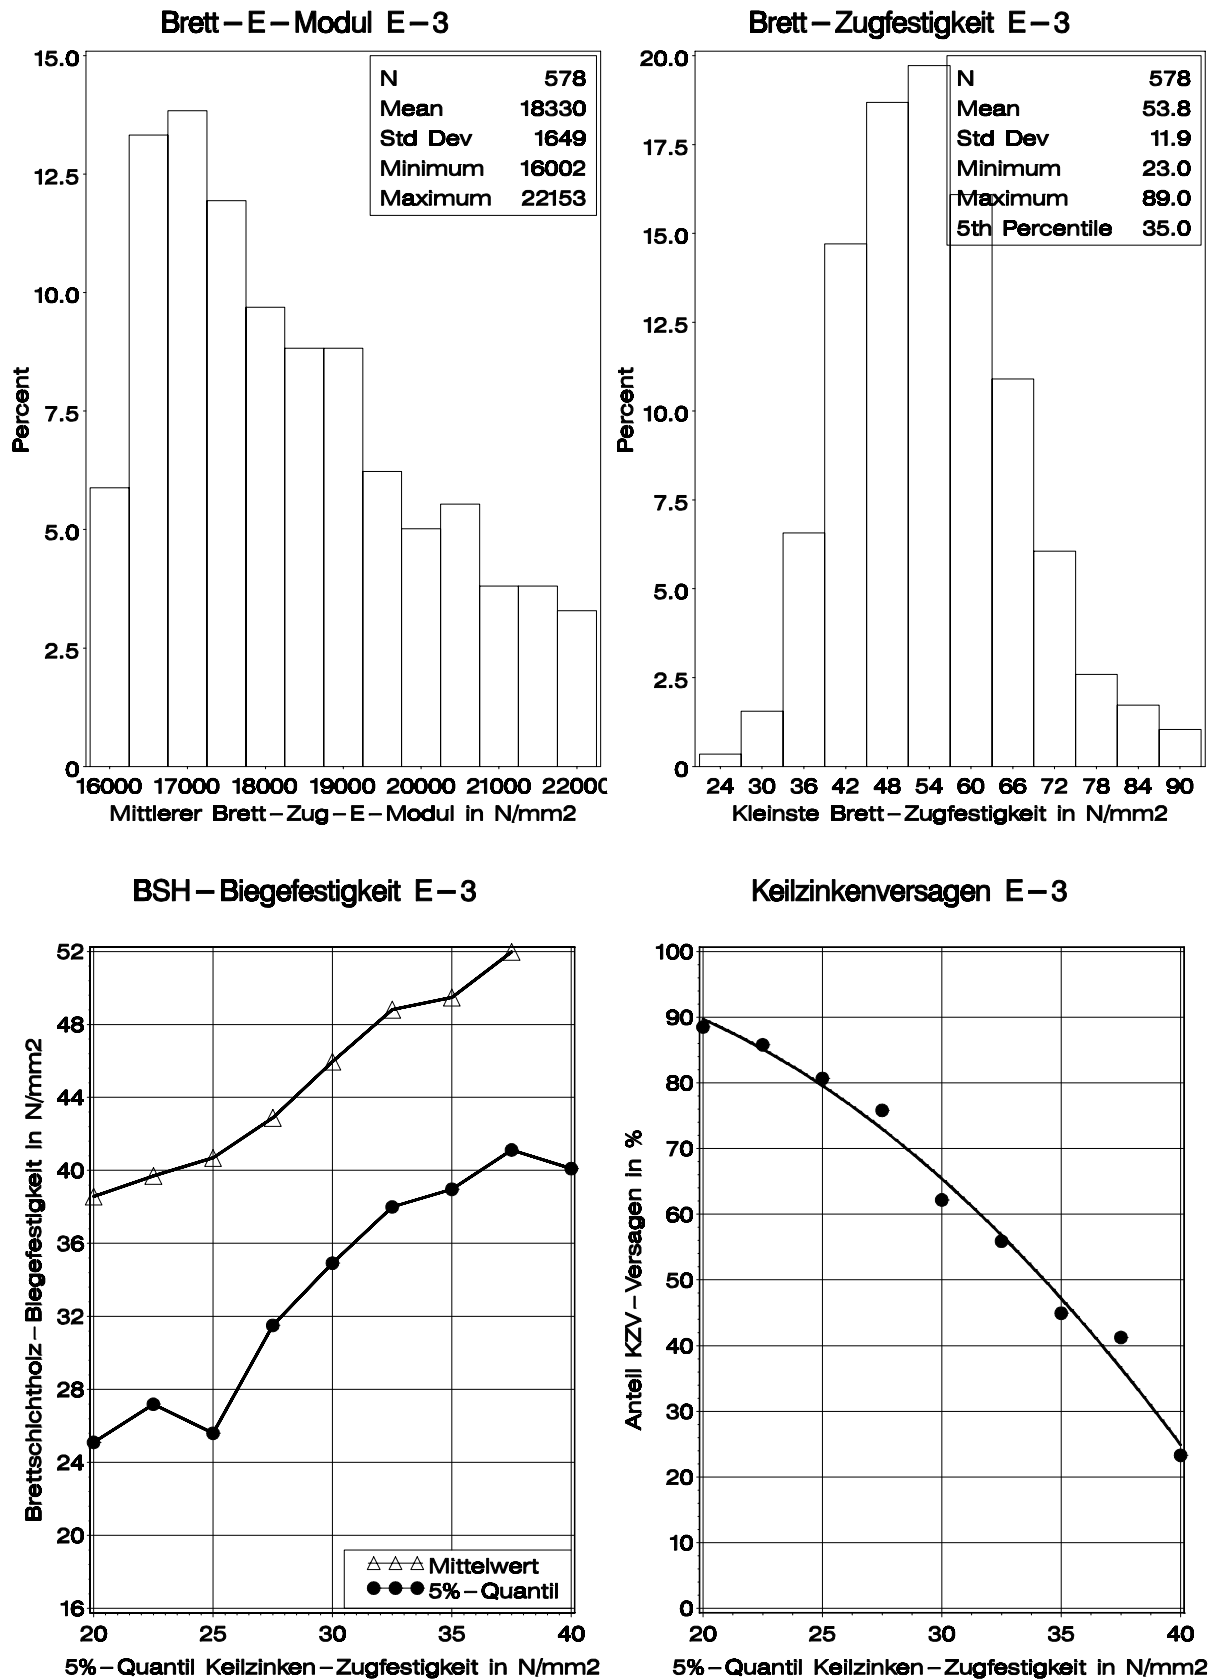 Brett-E-Modul E-3
15.0
12.5
10.0
7.5
5.0
2.5
0
Percent
N 578
Mean 18330
Std Dev 1649
Minimum 16002
Maximum 22153
16000 17000 18000 19000 20000 21000 22000
Mittlerer Brett-Zug-E-Modul in N/mm2
Brett-Zugfestigkeit E-3
20.0
17.5
15.0
12.5
10.0
7.5
5.0
2.5
0
Percent
N 578
Mean 53.8
Std Dev 11.9
Minimum 23.0
Maximum 89.0
5th Percentile 35.0
24 30 36 42 48 54 60 66 72 78 84 90
Kleinste Brett-Zugfestigkeit in N/mm2
BSH-Biegefestigkeit E-3
52
48
44
40
36
32
28
24
20
16
Brettschichtholz-Biegefestigkeit in N/mm2
Mittelwert
5%-Quantil
20 25 30 35 40
5%-Quantil Keilzinken-Zugfestigkeit in N/mm2
Keilzinkenversagen E-3
100
90
80
70
60
50
40
30
20
10
0
Anteil KZV-Versagen in %
20 25 30 35 40
5%-Quantil Keilzinken-Zugfestigkeit in N/mm2